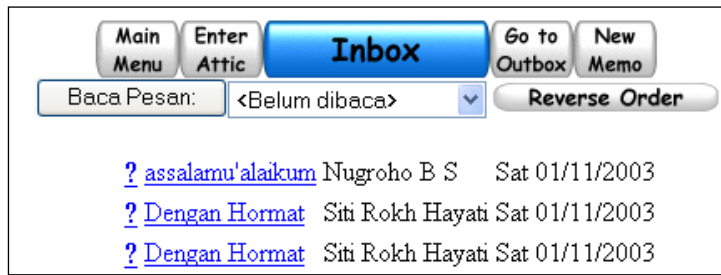 Main Menu Enter Attic Inbox Go to Outbox New Memo
Baca Pesan: <Belum dibaca> Reverse Order
? assalamu'alaikum Nugroho B S Sat 01/11/2003
? Dengan Hormat Siti Rokh Hayati Sat 01/11/2003
? Dengan Hormat Siti Rokh Hayati Sat 01/11/2003